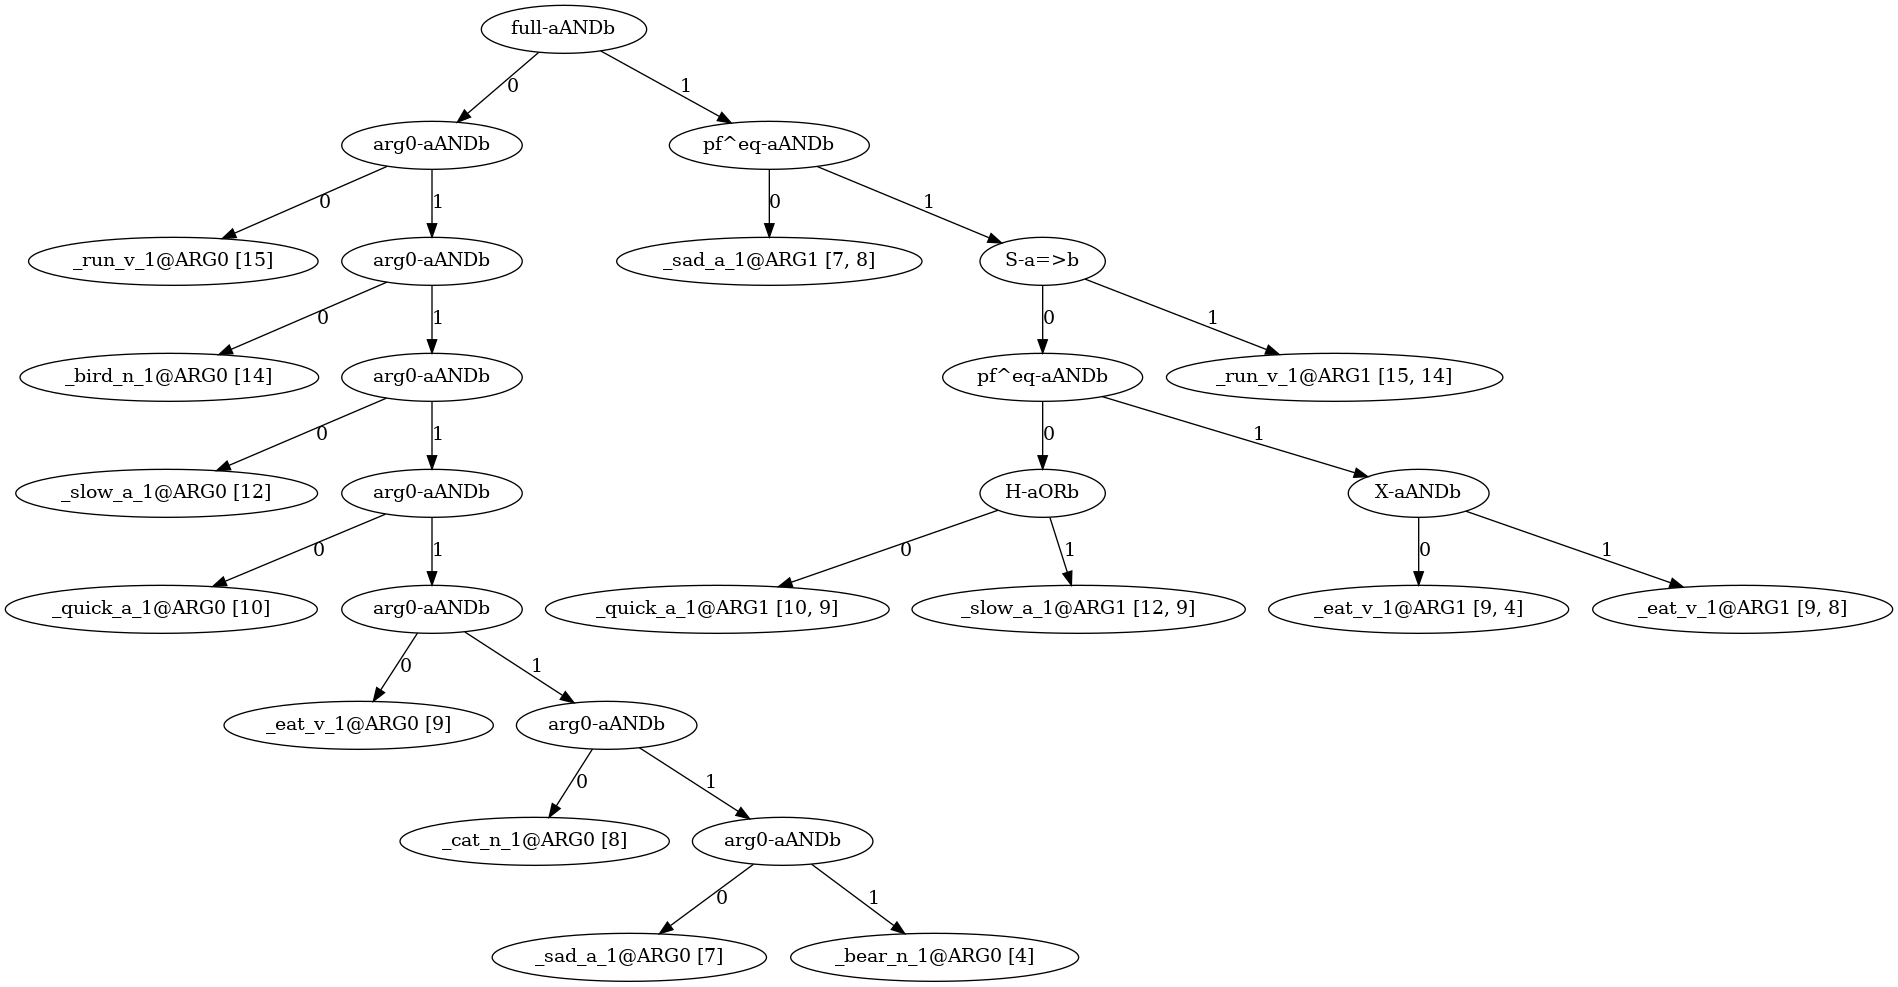 full-aANDb
0
1
arg0-aANDb
pf^eq-aANDb
0
1
0
1
_run_v_1@ARG0 [15]
arg0-aANDb
_sad_a_1@ARG1 [7, 8]
S-a=>b
0
1
0
1
_bird_n_1@ARG0 [14]
arg0-aANDb
pf^eq-aANDb
_run_v_1@ARG1 [15, 14]
0
1
0
1
_slow_a_1@ARG0 [12]
arg0-aANDb
H-aORb
X-aANDb
0
1
0
1
0
1
_quick_a_1@ARG0 [10]
arg0-aANDb
_quick_a_1@ARG1 [10, 9]
_slow_a_1@ARG1 [12, 9]
_eat_v_1@ARG1 [9, 4]
_eat_v_1@ARG1 [9, 8]
0
1
_eat_v_1@ARG0 [9]
arg0-aANDb
0
1
_cat_n_1@ARG0 [8]
arg0-aANDb
0
1
_sad_a_1@ARG0 [7]
_bear_n_1@ARG0 [4]